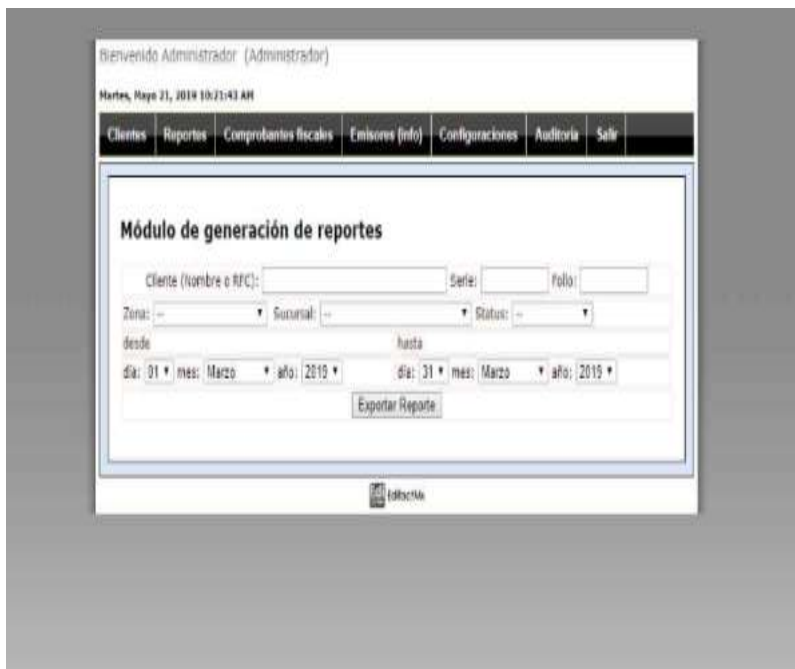 Bienvenido Administrador (Administrador)
Martes, Mayo 21, 2019 10:21:43 AM
Clientes Reportes Comprobantes fiscales Emisores (info) Configuraciones Auditoria Salir
Módulo de generación de reportes
Cliente (Nombre o RFC): Serie: Folio:
Zona: -- Sucursal: -- Status: --
desde hasta
día: 01 mes: Marzo año: 2019 día: 31 mes: Marzo año: 2019
Exportar Reporte